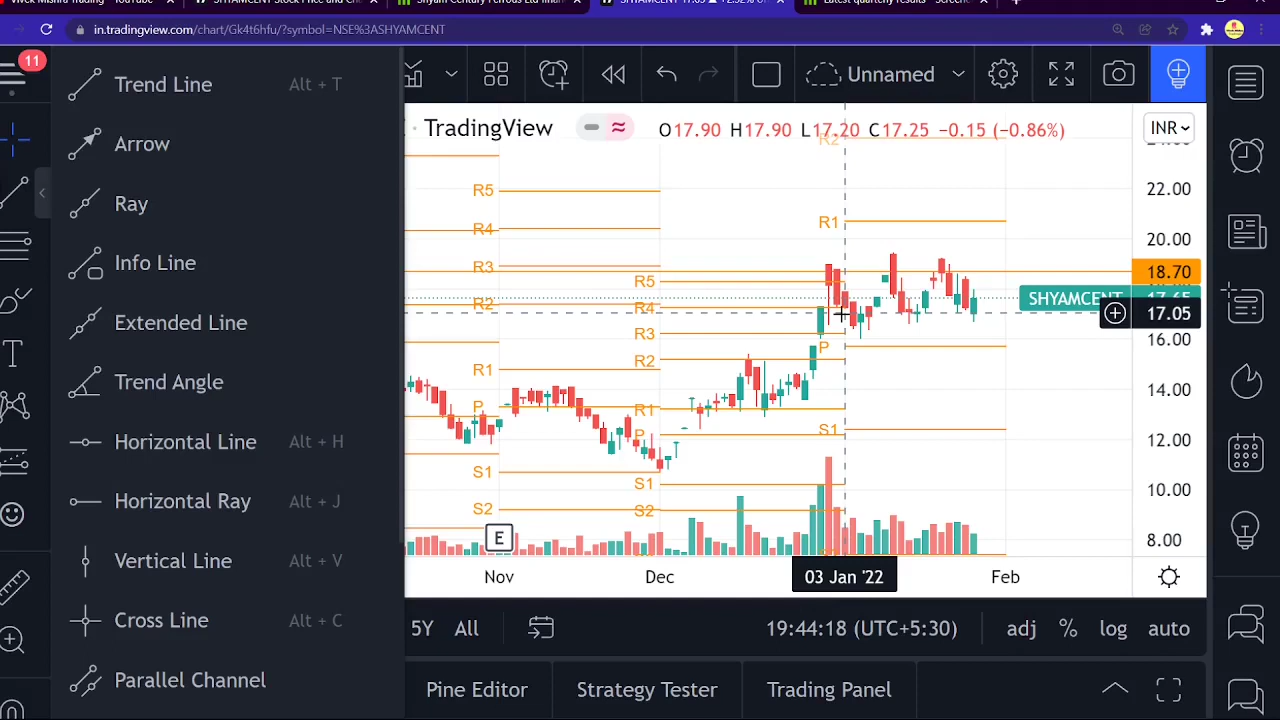 in.tradingview.com/chart/Gk4t6hfu/?symbol=NSE%3ASHYAMCENT
11
Unnamed
Trend Line Alt + T
Arrow
Ray
Info Line
Extended Line
Trend Angle
Horizontal Line Alt + H
Horizontal Ray Alt + J
Vertical Line Alt + V
Cross Line Alt + C
Parallel Channel
TradingView
O17.90 H17.90 L17.20 C17.25 −0.15 (−0.86%)
INR
R2
R5
R4
R3
R2
R1
P
S1
S2
R5
R4
R3
R2
R1
P
S1
S2
R1
P
S1
22.00
20.00
18.70
SHYAMCENT 17.65
17.05
16.00
14.00
12.00
10.00
8.00
E
Nov Dec 03 Jan '22 Feb
5Y All 19:44:18 (UTC+5:30) adj % log auto
Pine Editor Strategy Tester Trading Panel